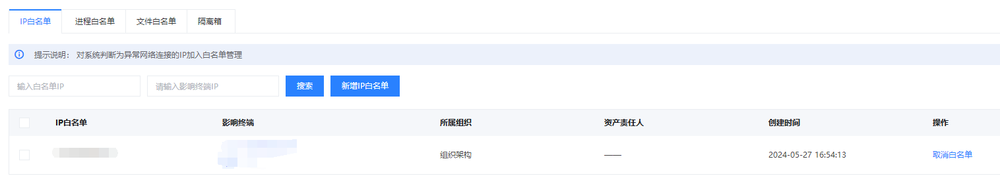 IP白名单 进程白名单 文件白名单 隔离箱
提示说明： 对系统判断为异常网络连接的IP加入白名单管理
输入白名单IP 请输入影响终端IP 搜索 新增IP白名单
IP白名单 影响终端 所属组织 资产责任人 创建时间 操作
组织架构 —— 2024-05-27 16:54:13 取消白名单